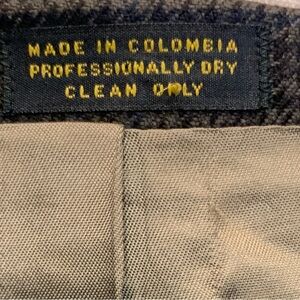 MADE IN COLOMBIA
PROFESSIONALLY DRY
CLEAN ONLY